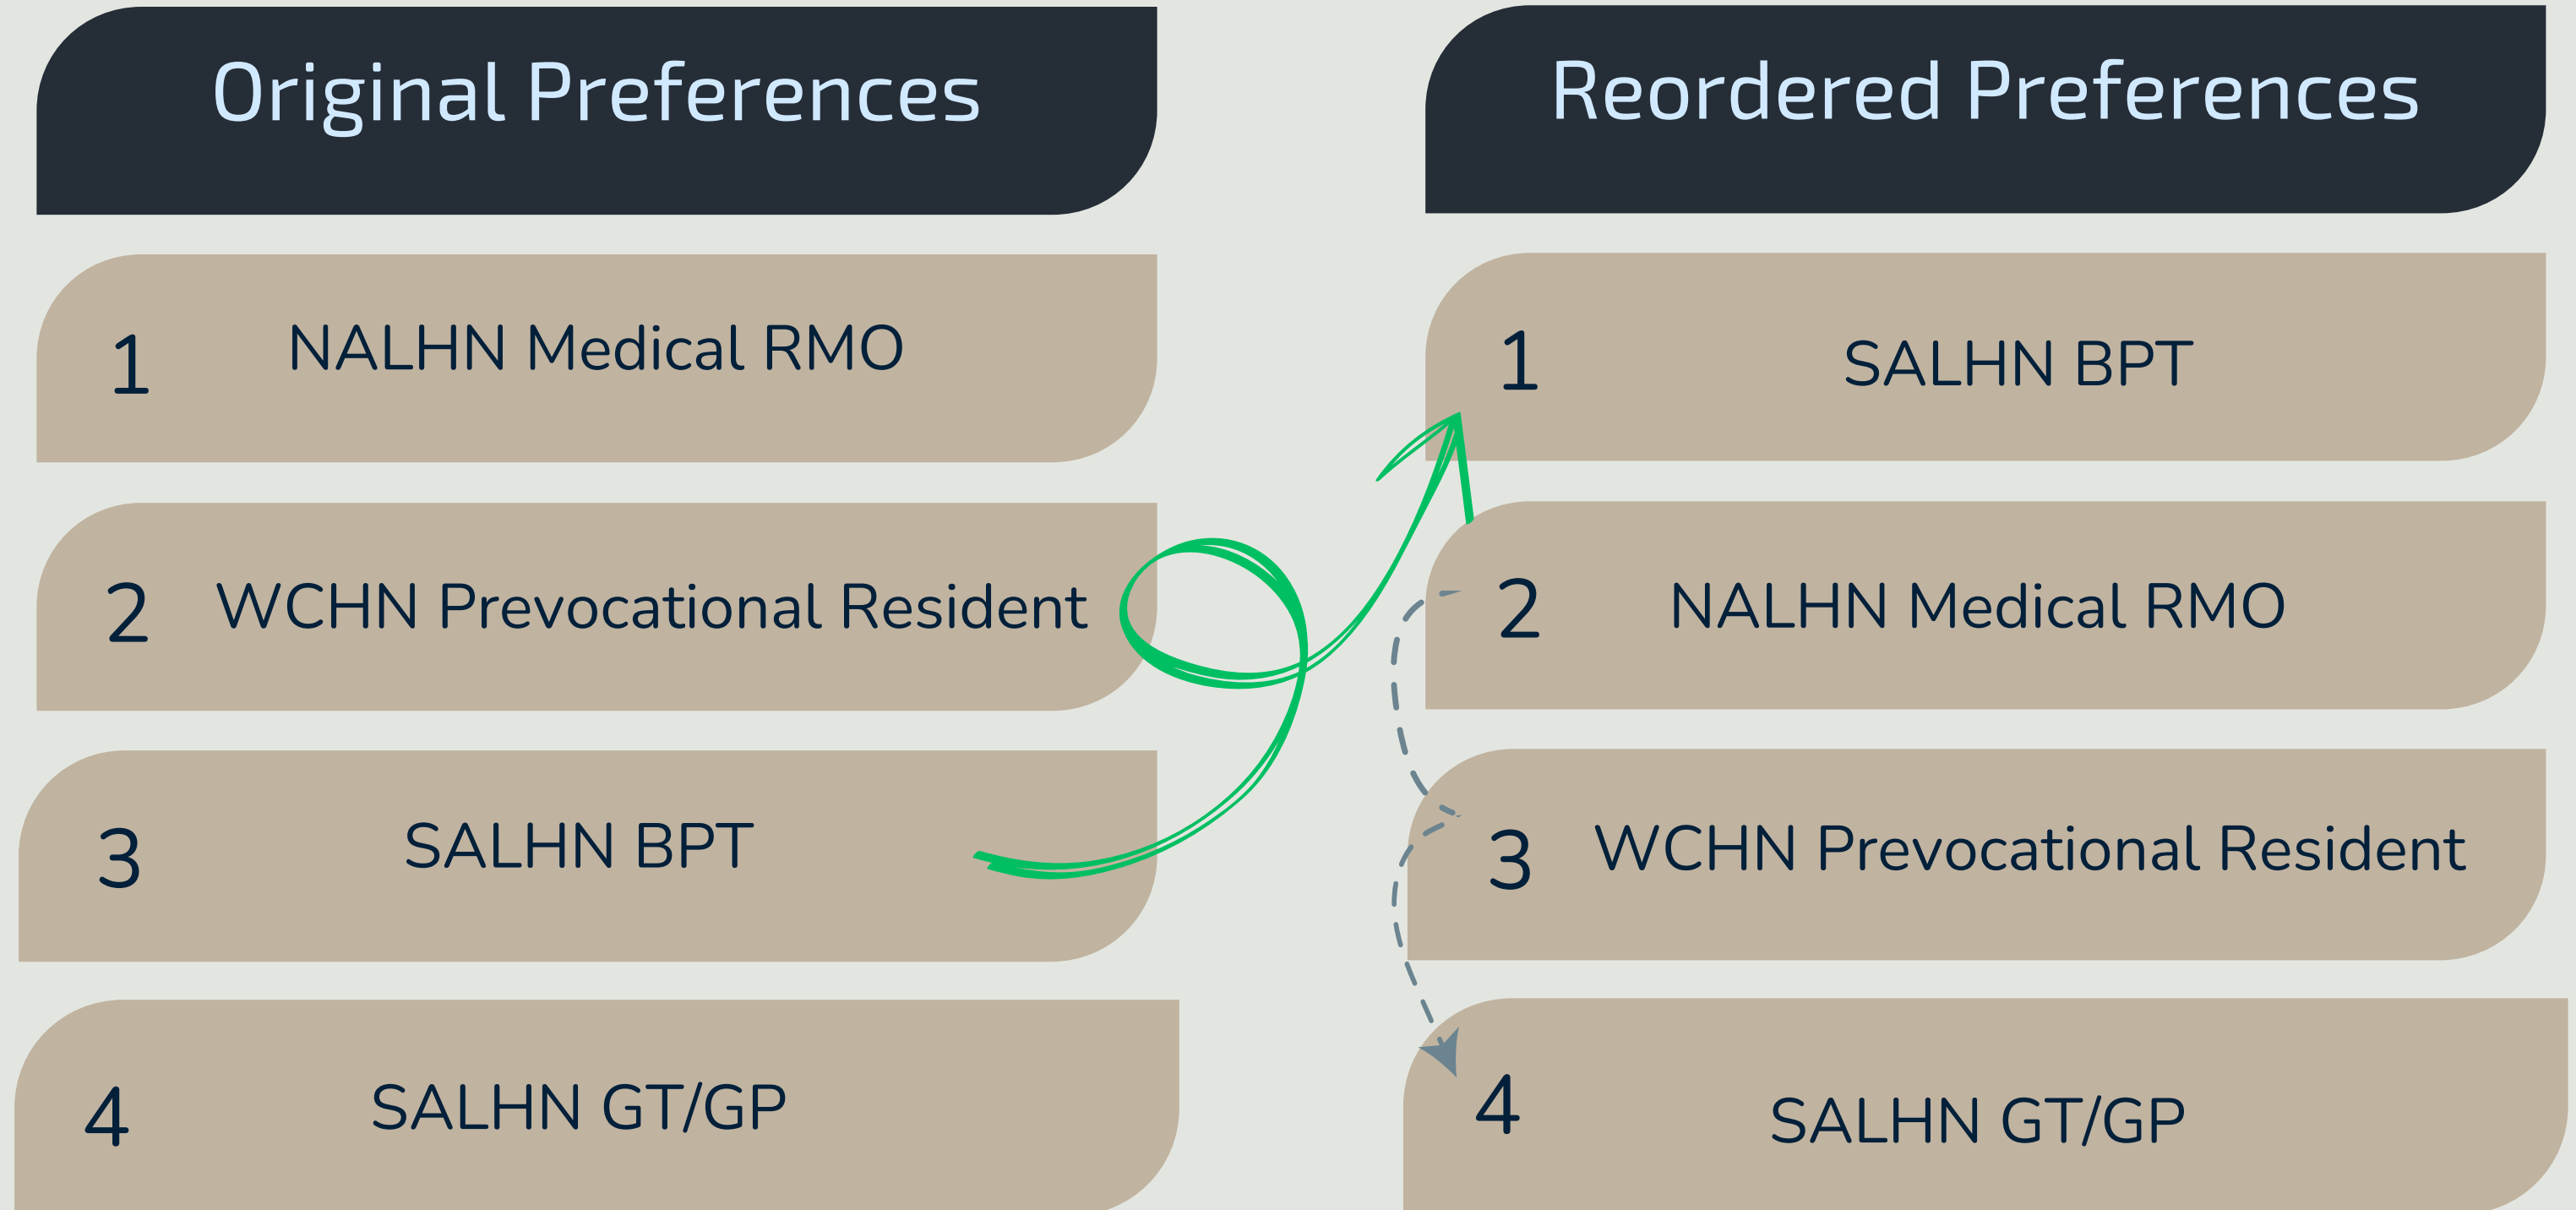 Original Preferences
1 NALHN Medical RMO
2 WCHN Prevocational Resident
3 SALHN BPT
4 SALHN GT/GP
Reordered Preferences
1 SALHN BPT
2 NALHN Medical RMO
3 WCHN Prevocational Resident
4 SALHN GT/GP